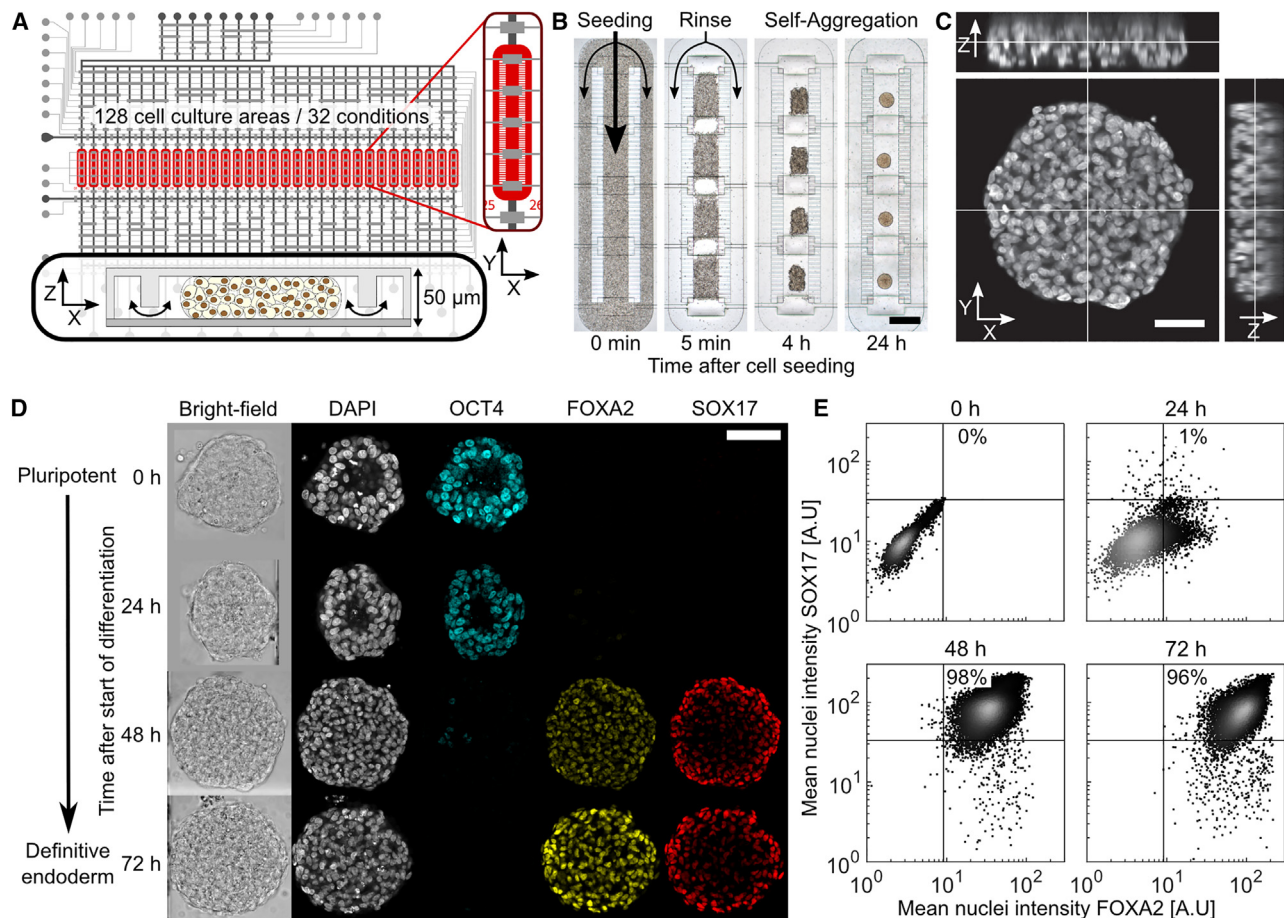 A
128 cell culture areas / 32 conditions
25 26
Y
X
Z
X
50 µm
B
Seeding Rinse Self-Aggregation
0 min 5 min 4 h 24 h
Time after cell seeding
C
Z
Y
X
Z
D
Bright-field DAPI OCT4 FOXA2 SOX17
Pluripotent
Time after start of differentiation
0 h
24 h
48 h
72 h
Definitive
endoderm
E
0 h 24 h
0% 1%
10²
10¹
10⁰
48 h 72 h
98% 96%
10²
10¹
10⁰
10⁰ 10¹ 10² 10⁰ 10¹ 10²
Mean nuclei intensity SOX17 [A.U]
Mean nuclei intensity FOXA2 [A.U]